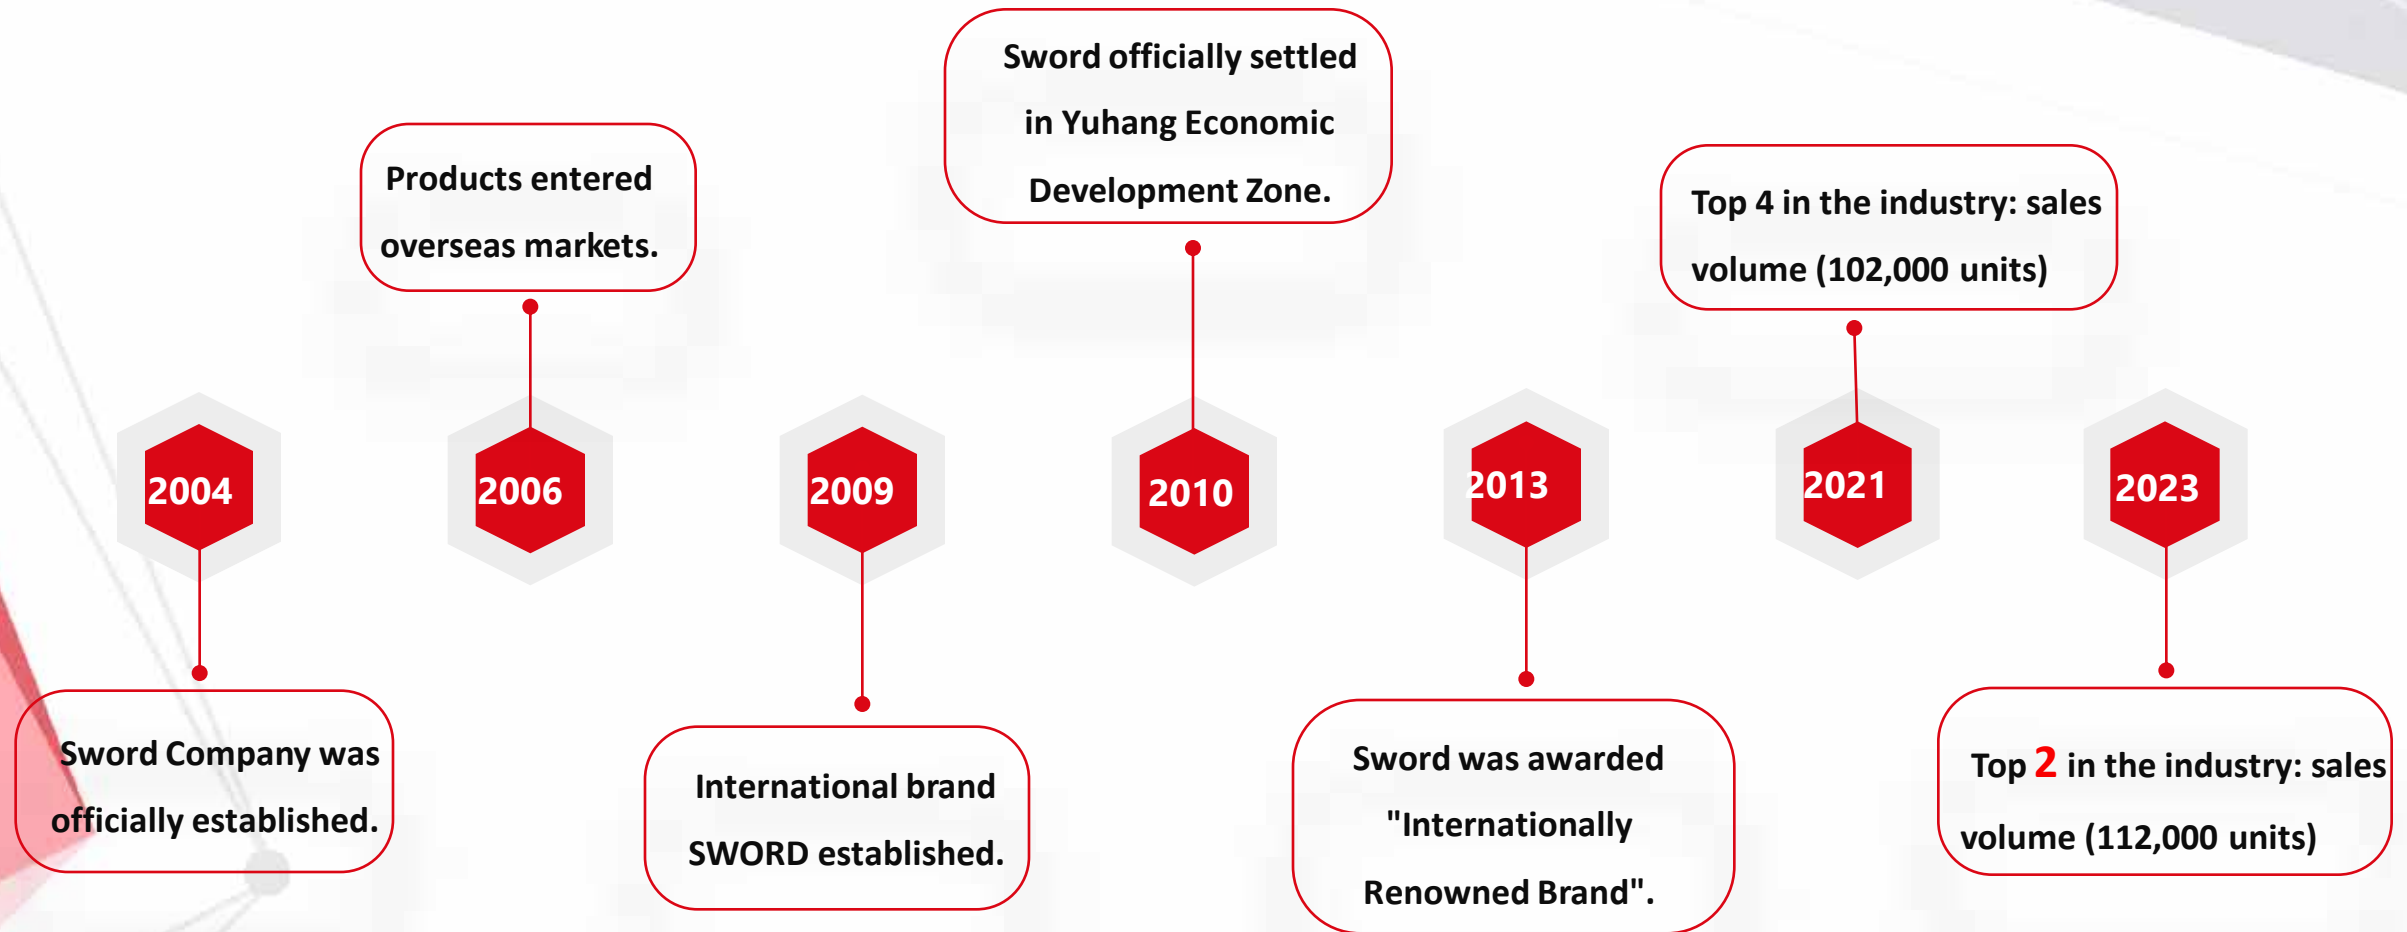 2004
Sword Company was
officially established.
Products entered
overseas markets.
2006
2009
International brand
SWORD established.
Sword officially settled
in Yuhang Economic
Development Zone.
2010
2013
Sword was awarded
"Internationally
Renowned Brand".
Top 4 in the industry: sales
volume (102,000 units)
2021
2023
Top 2 in the industry: sales
volume (112,000 units)